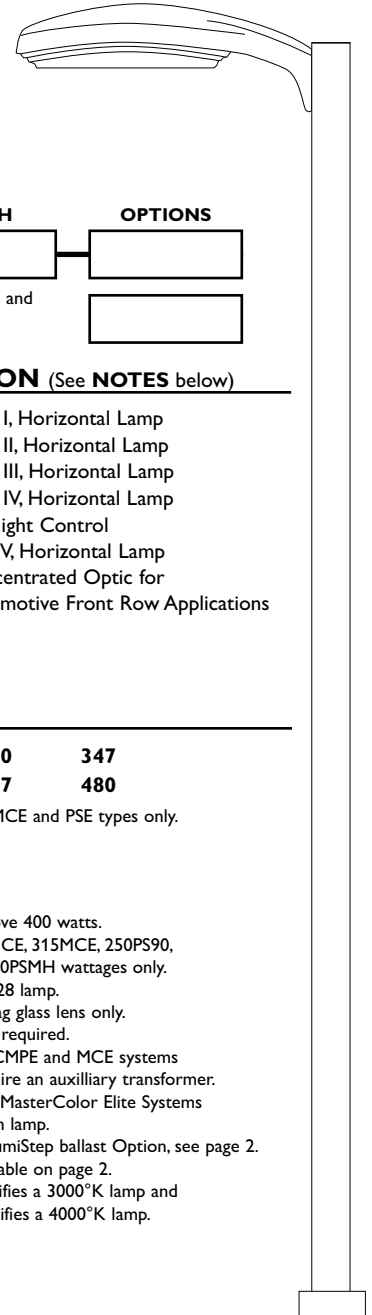 H OPTIONS
and
ON (See NOTES below)
I, Horizontal Lamp
II, Horizontal Lamp
III, Horizontal Lamp
IV, Horizontal Lamp
ight Control
V, Horizontal Lamp
centrated Optic for
motive Front Row Applications
0 347
7 480
MCE and PSE types only.
ove 400 watts.
CE, 315MCE, 250PS90,
0PSMH wattages only.
28 lamp.
ag glass lens only.
required.
CMPE and MCE systems
ire an auxilliary transformer.
MasterColor Elite Systems
n lamp.
umiStep ballast Option, see page 2.
able on page 2.
ifies a 3000°K lamp and
ifies a 4000°K lamp.